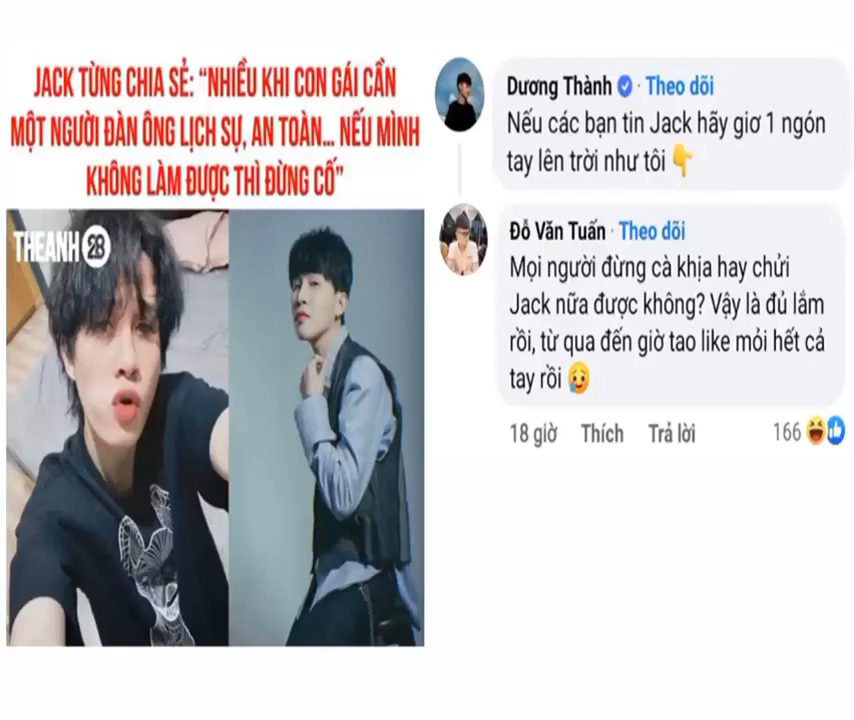 JACK TỪNG CHIA SẺ: “NHIỀU KHI CON GÁI CẦN
MỘT NGƯỜI ĐÀN ÔNG LỊCH SỰ, AN TOÀN... NẾU MÌNH
KHÔNG LÀM ĐƯỢC THÌ ĐỪNG CỐ”
THEANH 28
Dương Thành · Theo dõi
Nếu các bạn tin Jack hãy giơ 1 ngón
tay lên trời như tôi 👇
Đỗ Văn Tuấn · Theo dõi
Mọi người đừng cà khịa hay chửi
Jack nữa được không? Vậy là đủ lắm
rồi, từ qua đến giờ tao like mỏi hết cả
tay rồi 😥
18 giờ Thích Trả lời 166